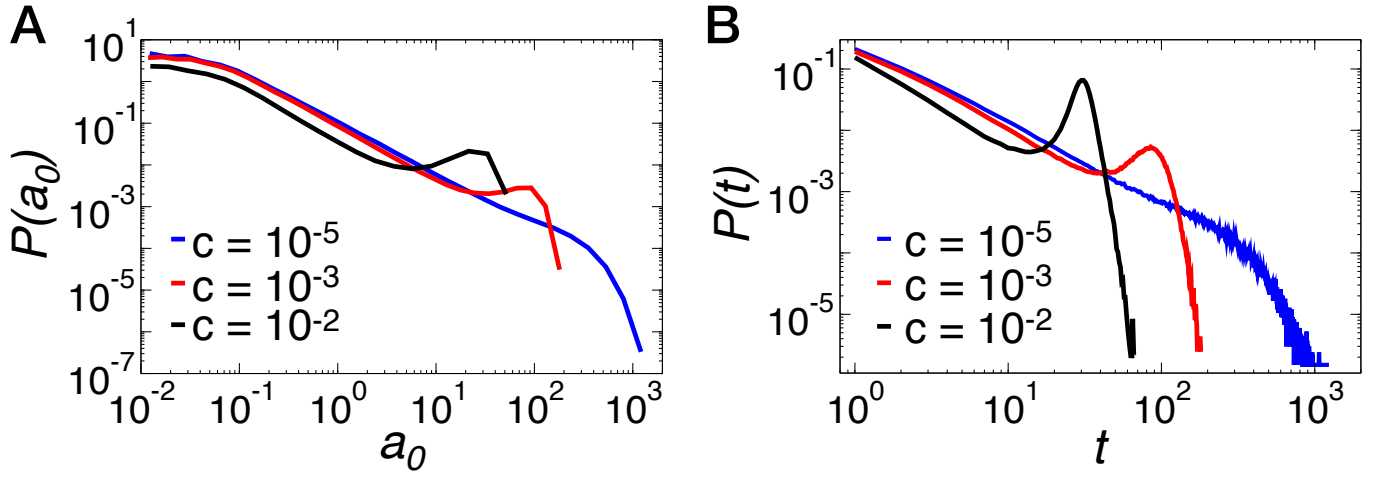 A
B
P(a0)
10^1
10^-1
10^-3
10^-5
10^-7
c = 10^-5
c = 10^-3
c = 10^-2
10^-2 10^-1 10^0 10^1 10^2 10^3
a0
P(t)
10^-1
10^-3
10^-5
c = 10^-5
c = 10^-3
c = 10^-2
10^0 10^1 10^2 10^3
t